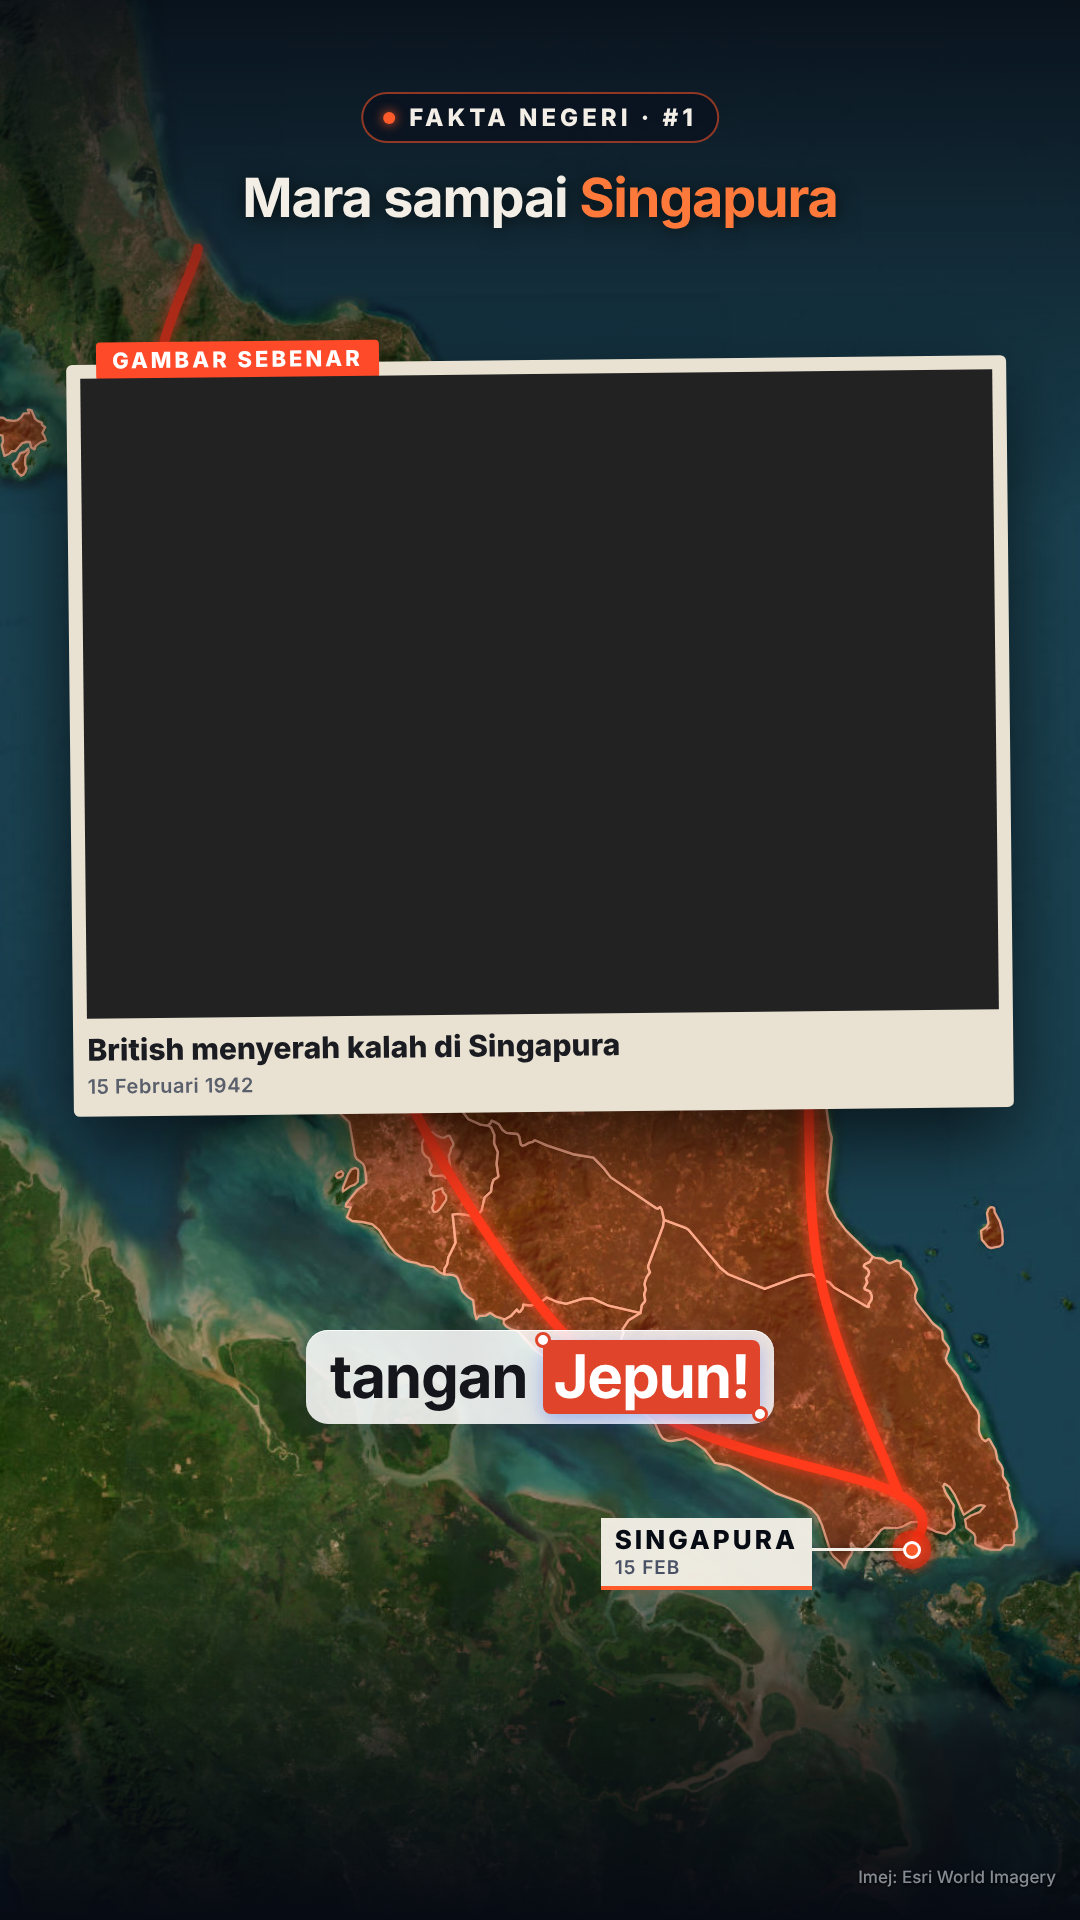 FAKTA NEGERI · #1
Mara sampai Singapura
GAMBAR SEBENAR
British menyerah kalah di Singapura
15 Februari 1942
tangan Jepun!
SINGAPURA
15 FEB
Imej: Esri World Imagery